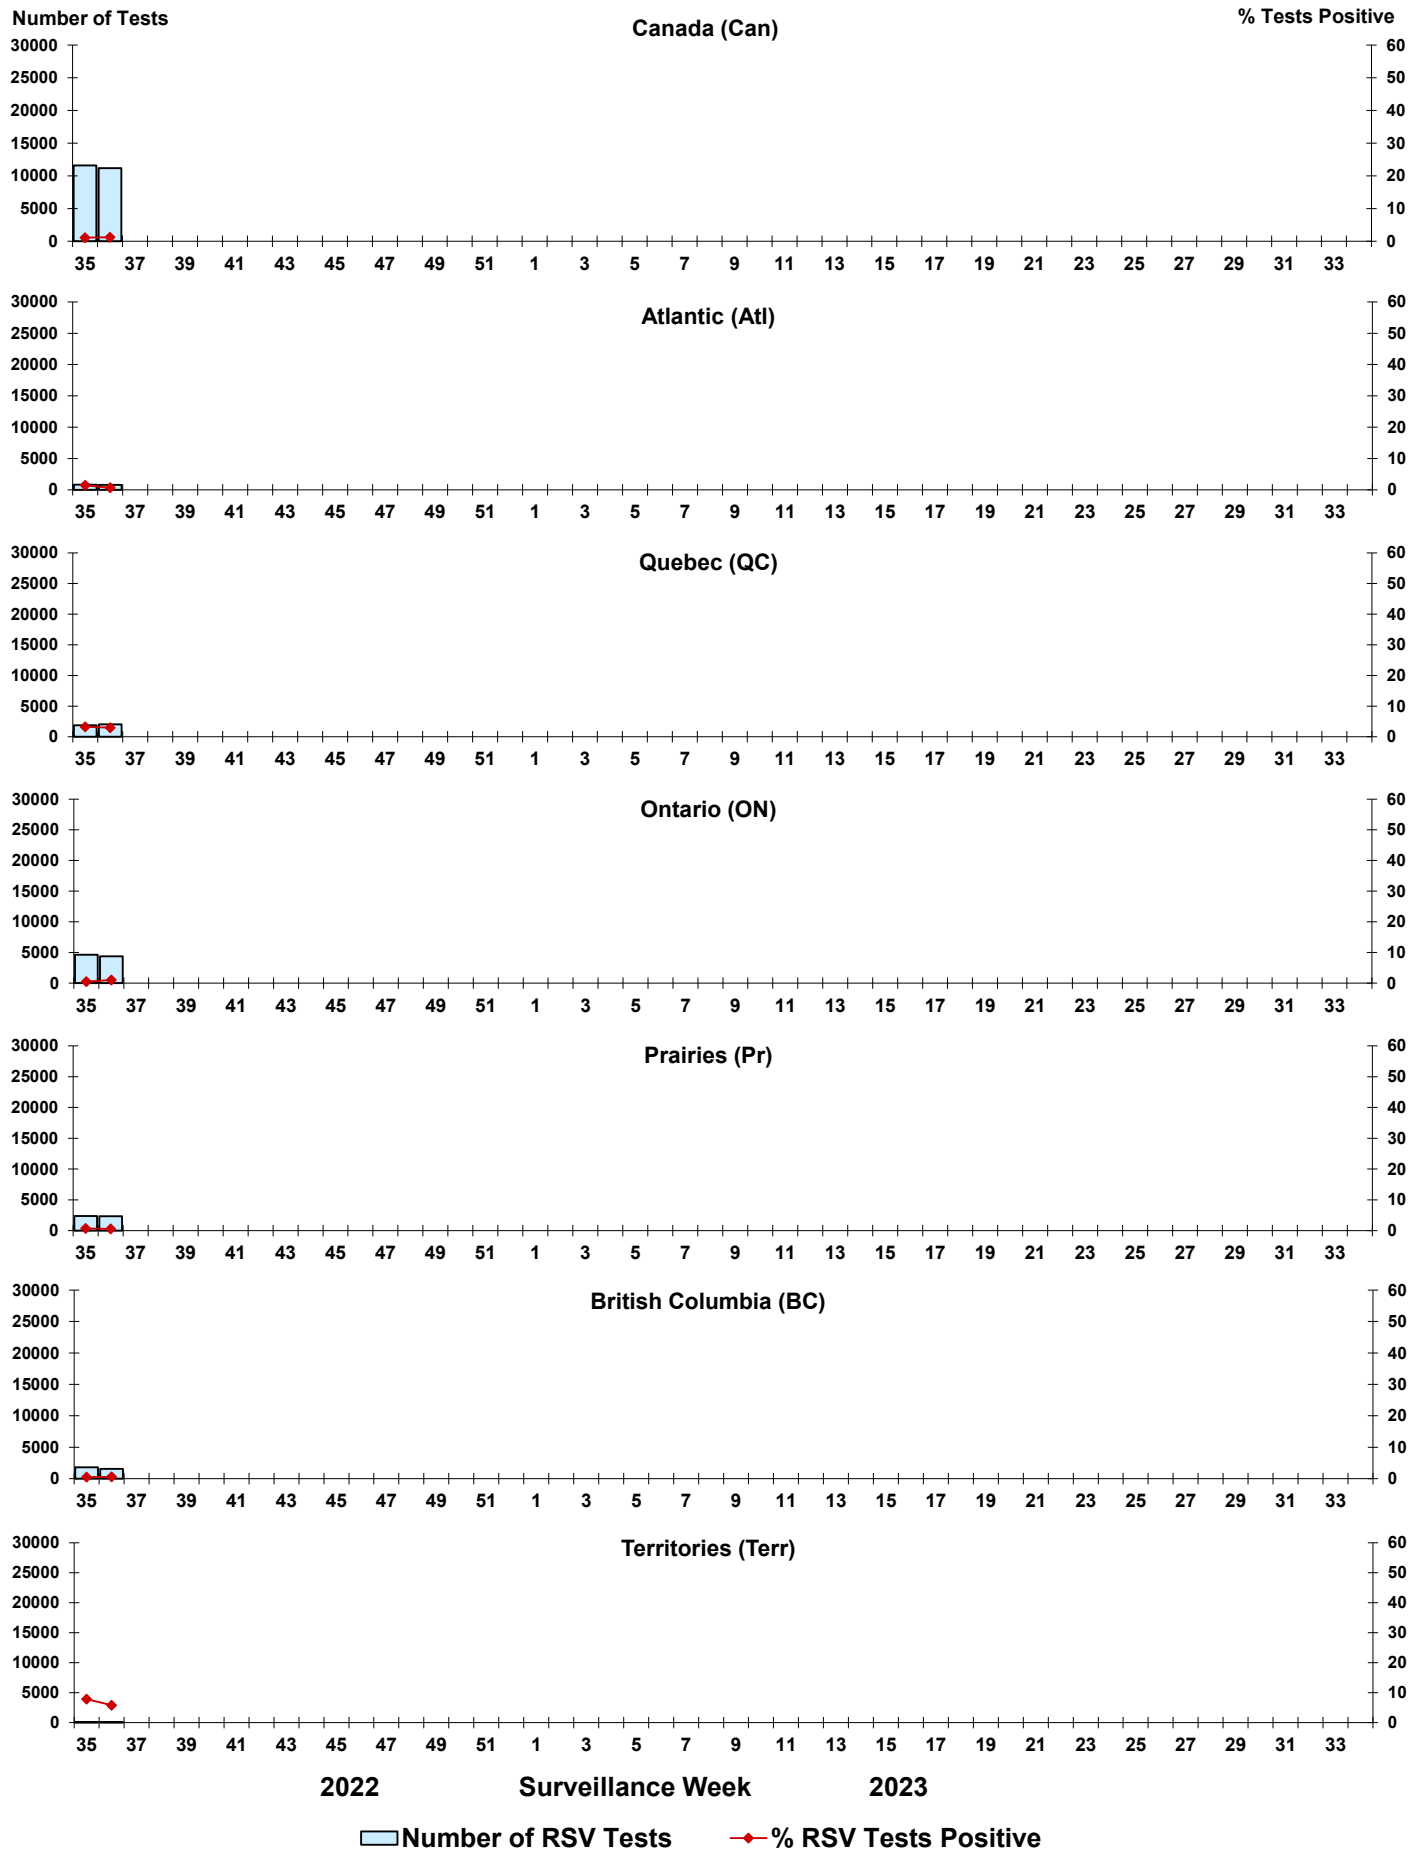 Number of Tests
% Tests Positive
Canada (Can)
30000 60
25000 50
20000 40
15000 30
10000 20
5000 10
0 0
35 37 39 41 43 45 47 49 51 1 3 5 7 9 11 13 15 17 19 21 23 25 27 29 31 33
Atlantic (Atl)
30000 60
25000 50
20000 40
15000 30
10000 20
5000 10
0 0
35 37 39 41 43 45 47 49 51 1 3 5 7 9 11 13 15 17 19 21 23 25 27 29 31 33
Quebec (QC)
30000 60
25000 50
20000 40
15000 30
10000 20
5000 10
0 0
35 37 39 41 43 45 47 49 51 1 3 5 7 9 11 13 15 17 19 21 23 25 27 29 31 33
Ontario (ON)
30000 60
25000 50
20000 40
15000 30
10000 20
5000 10
0 0
35 37 39 41 43 45 47 49 51 1 3 5 7 9 11 13 15 17 19 21 23 25 27 29 31 33
Prairies (Pr)
30000 60
25000 50
20000 40
15000 30
10000 20
5000 10
0 0
35 37 39 41 43 45 47 49 51 1 3 5 7 9 11 13 15 17 19 21 23 25 27 29 31 33
British Columbia (BC)
30000 60
25000 50
20000 40
15000 30
10000 20
5000 10
0 0
35 37 39 41 43 45 47 49 51 1 3 5 7 9 11 13 15 17 19 21 23 25 27 29 31 33
Territories (Terr)
30000 60
25000 50
20000 40
15000 30
10000 20
5000 10
0 0
35 37 39 41 43 45 47 49 51 1 3 5 7 9 11 13 15 17 19 21 23 25 27 29 31 33
2022 Surveillance Week 2023
Number of RSV Tests % RSV Tests Positive